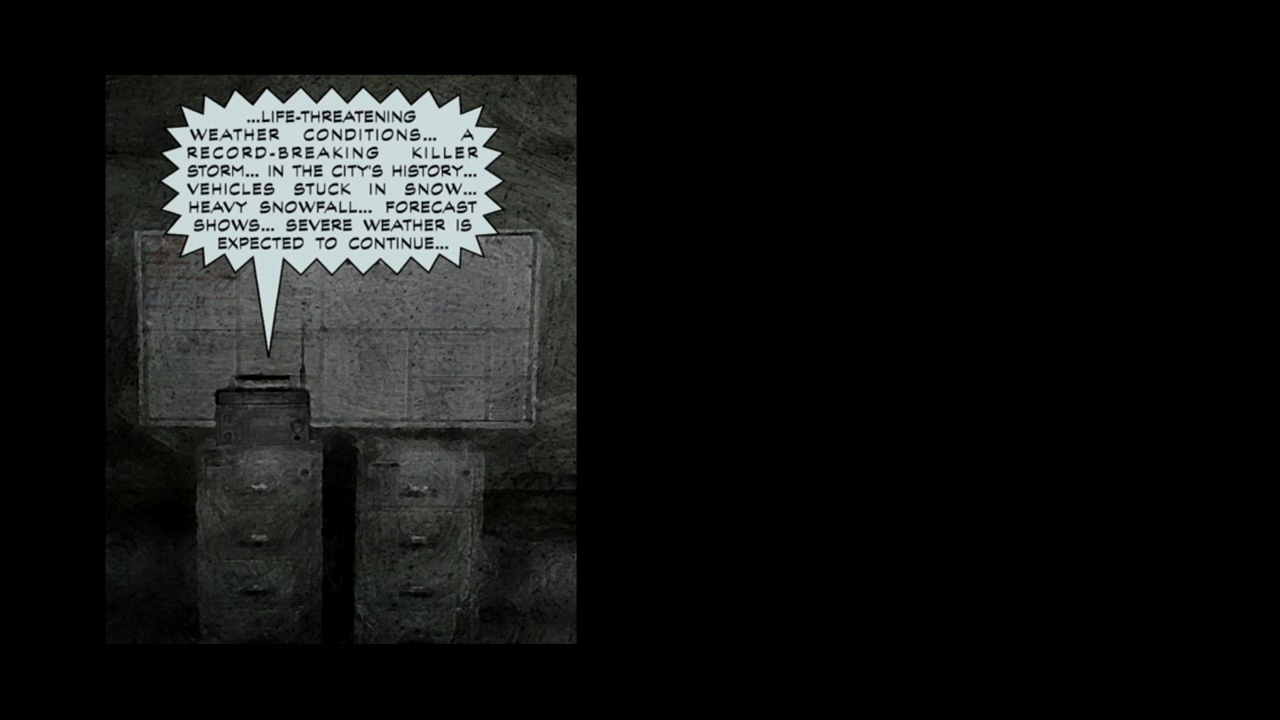 ...LIFE-THREATENING
WEATHER CONDITIONS... A
RECORD-BREAKING KILLER
STORM... IN THE CITY'S HISTORY...
VEHICLES STUCK IN SNOW...
HEAVY SNOWFALL... FORECAST
SHOWS... SEVERE WEATHER IS
EXPECTED TO CONTINUE...